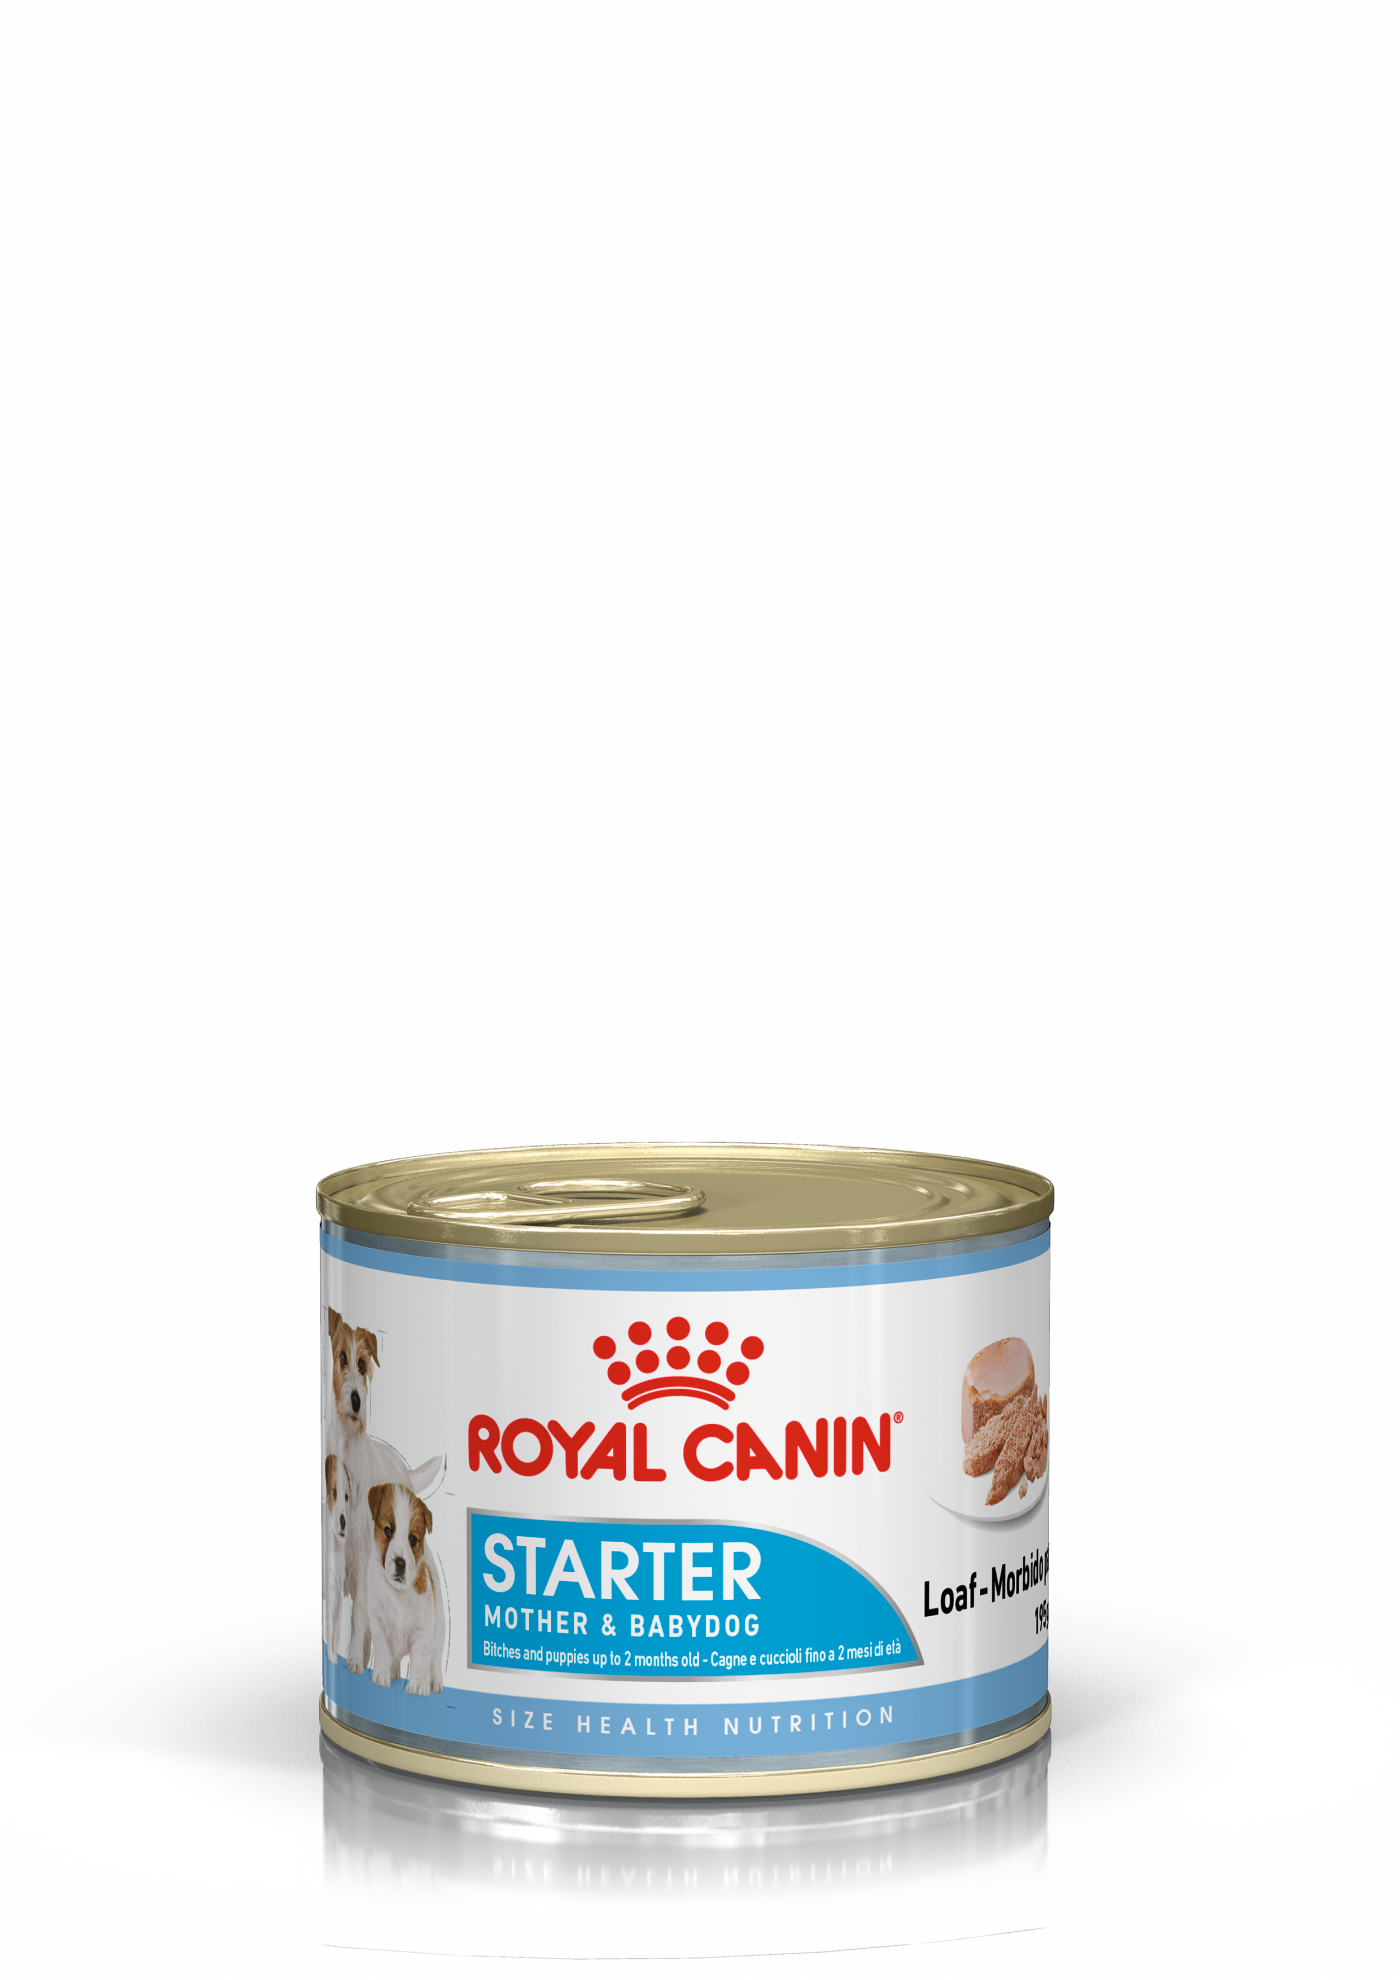 ROYAL CANIN®
STARTER
MOTHER & BABYDOG
Bitches and puppies up to 2 months old - Cagne e cuccioli fino a 2 mesi di età
Loaf - Morbido
SIZE HEALTH NUTRITION